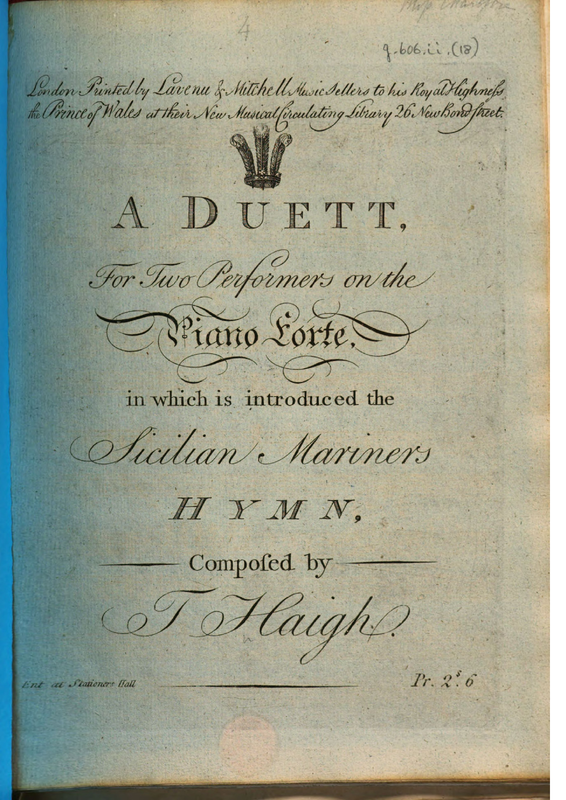 4
g.606.ii.(18)
London Printed by Lavenu & Mitchell Music Sellers to his Royal Highneſs
the Prince of Wales at their New Musical Circulating Library 26 New Bond Street.
A DUETT,
For Two Performers on the
Piano Forte,
in which is introduced the
Sicilian Mariners
HYMN,
Compoſed by
T Haigh.
Ent. at Stationers Hall
Pr. 2s. 6